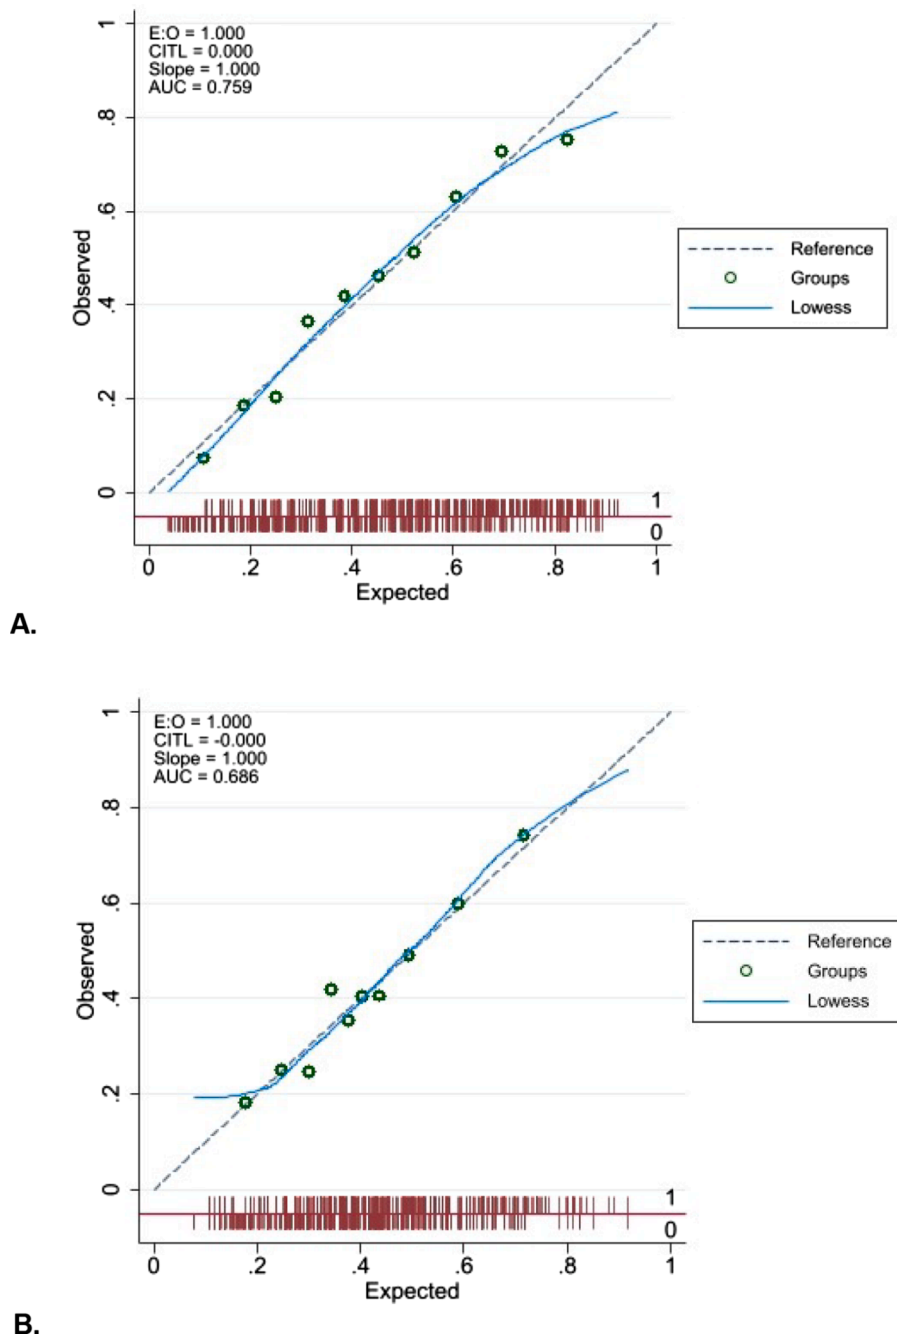 E:O = 1.000
CITL = 0.000
Slope = 1.000
AUC = 0.759
1
.8
.6
.4
.2
0
Observed
1
0
0
.2
.4
.6
.8
1
Expected
Reference
Groups
Lowess
A.
E:O = 1.000
CITL = -0.000
Slope = 1.000
AUC = 0.686
1
.8
.6
.4
.2
0
Observed
1
0
0
.2
.4
.6
.8
1
Expected
Reference
Groups
Lowess
B.